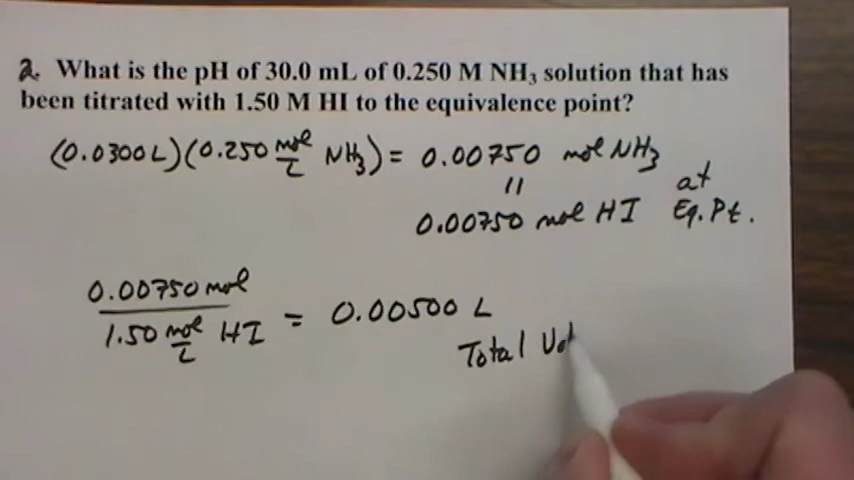 2. What is the pH of 30.0 mL of 0.250 M NH₃ solution that has
been titrated with 1.50 M HI to the equivalence point?
(0.0300L)(0.250 mol/L NH₃) = 0.00750 mol NH₃
=
0.00750 mol HI at Eq. Pt.
0.00750 mol / 1.50 mol/L HI = 0.00500 L
Total Vol